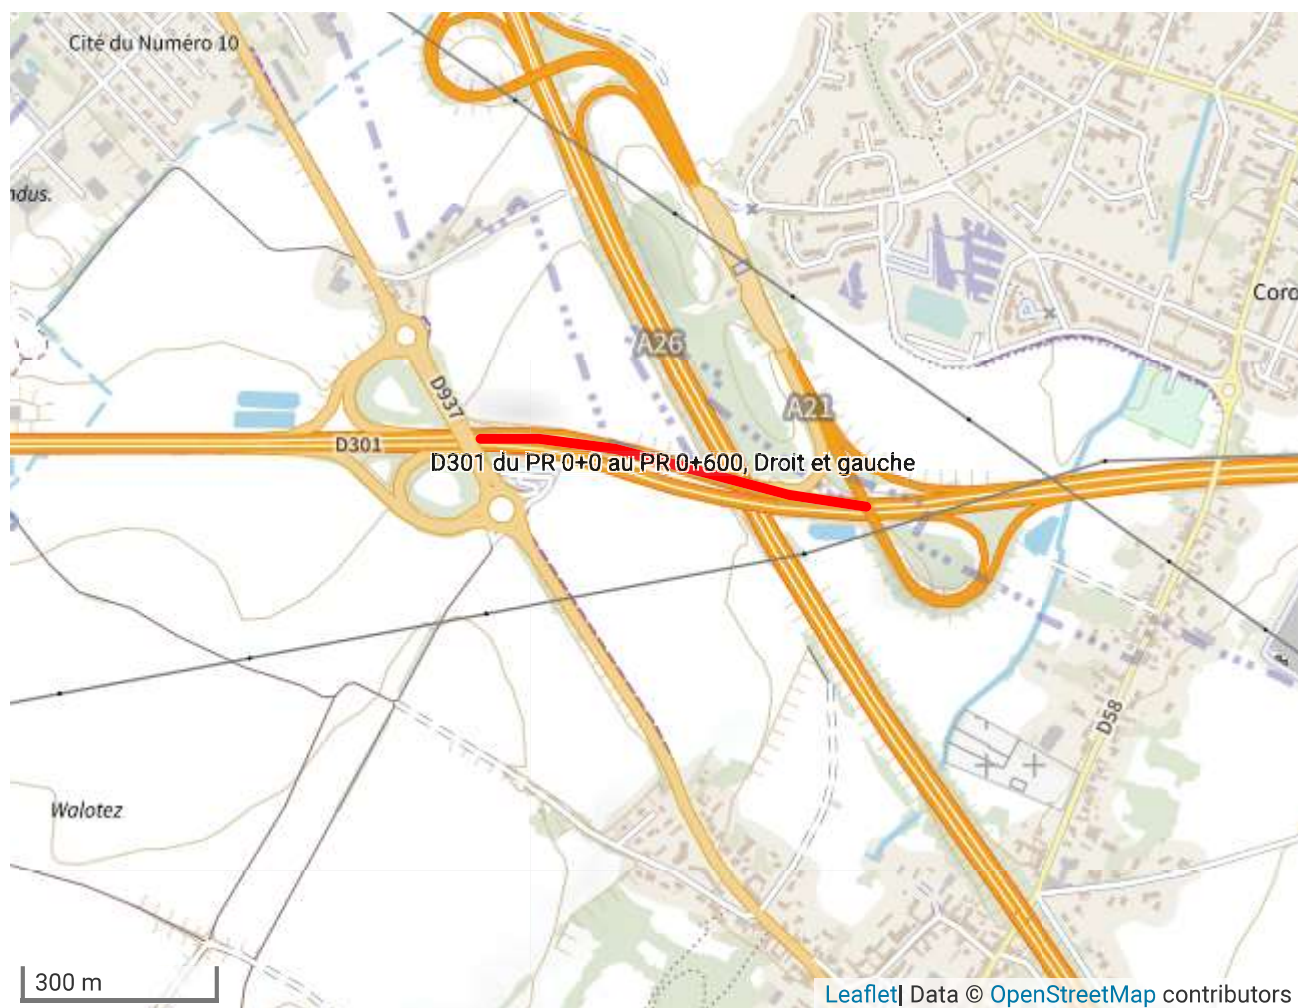 Cité du Numéro 10
ndus.
A26
D937
A21
D301
D301 du PR 0+0 au PR 0+600, Droit et gauche
D58
Walotez
300 m
Leaflet| Data © OpenStreetMap contributors